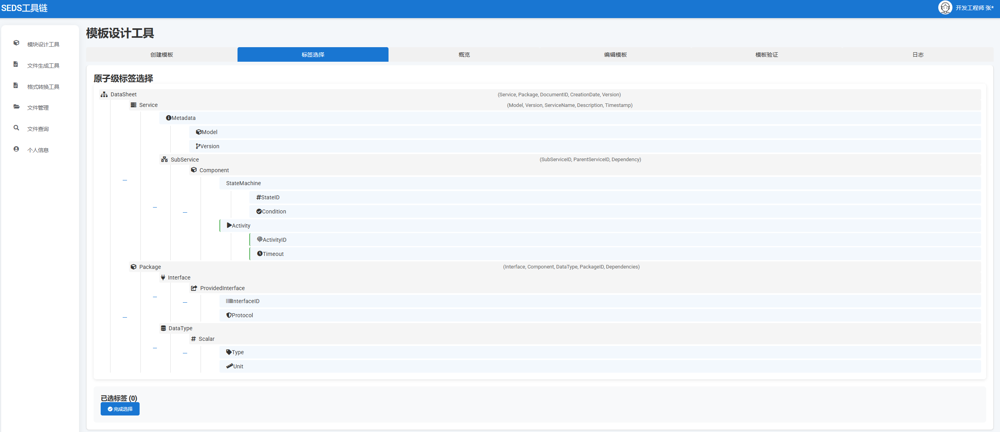 SEDS工具链
开发工程师 张*
模块设计工具
文件生成工具
格式转换工具
文件管理
文件查询
个人信息
模板设计工具
创建模板
标签选择
概览
编辑模板
模板验证
日志
原子级标签选择
DataSheet (Service, Package, DocumentID, CreationDate, Version)
Service (Model, Version, ServiceName, Description, Timestamp)
Metadata
Model
Version
SubService (SubServiceID, ParentServiceID, Dependency)
Component
StateMachine
StateID
Condition
Activity
ActivityID
Timeout
Package (Interface, Component, DataType, PackageID, Dependencies)
Interface
ProvidedInterface
InterfaceID
Protocol
DataType
Scalar
Type
Unit
已选标签 (0)
完成选择